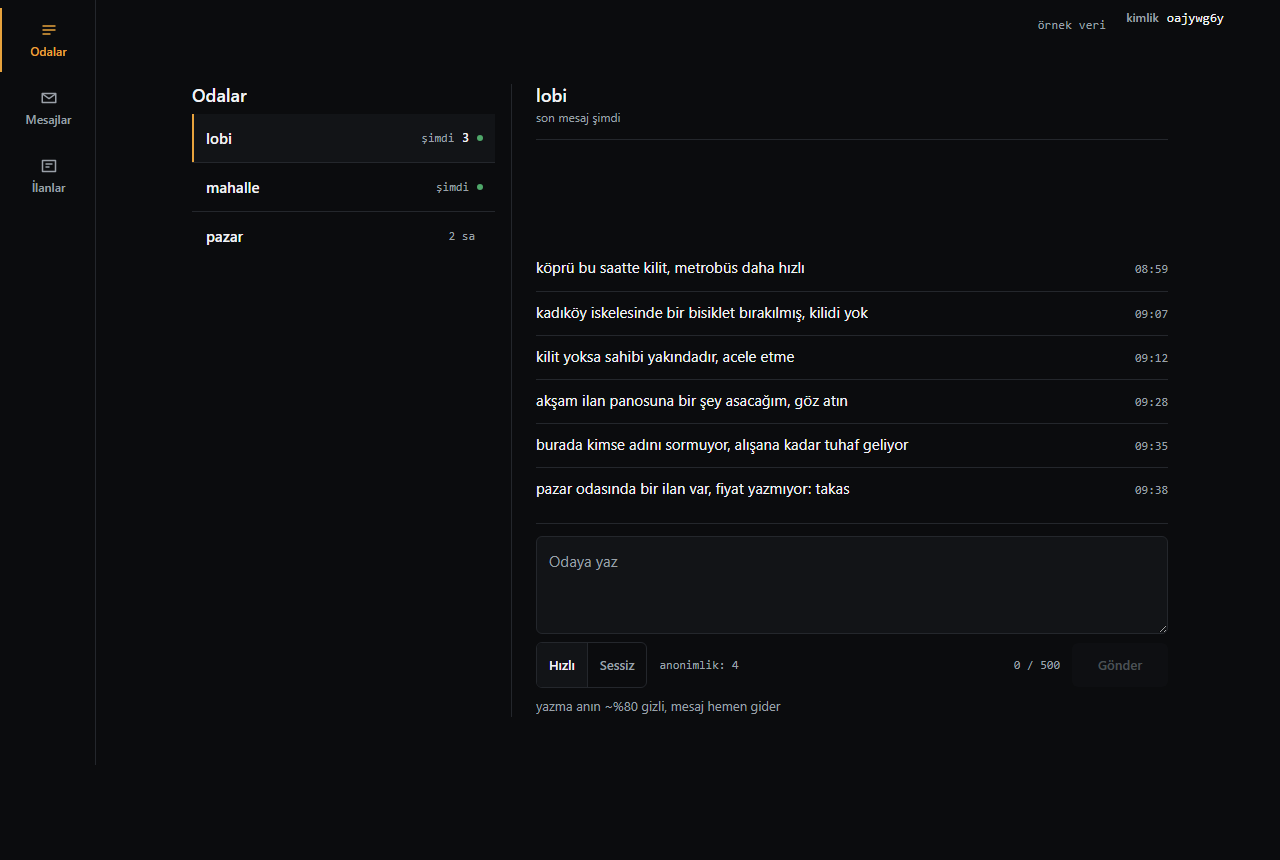 örnek veri
kimlik oajywg6y
Odalar
Mesajlar
İlanlar
Odalar
lobi şimdi 3
mahalle şimdi
pazar 2 sa
lobi
son mesaj şimdi
köprü bu saatte kilit, metrobüs daha hızlı 08:59
kadıköy iskelesinde bir bisiklet bırakılmış, kilidi yok 09:07
kilit yoksa sahibi yakındadır, acele etme 09:12
akşam ilan panosuna bir şey asacağım, göz atın 09:28
burada kimse adını sormuyor, alışana kadar tuhaf geliyor 09:35
pazar odasında bir ilan var, fiyat yazmıyor: takas 09:38
Odaya yaz
Hızlı Sessiz anonimlik: 4 0 / 500 Gönder
yazma anın ~%80 gizli, mesaj hemen gider